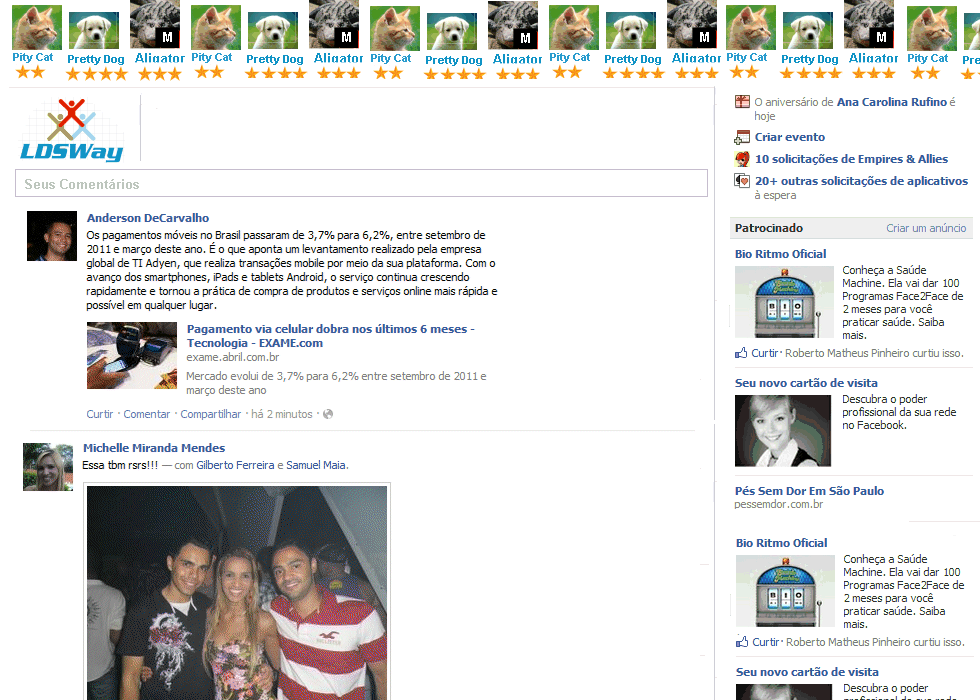 Pity Cat Pretty Dog Aligator Pity Cat Pretty Dog Aligator Pity Cat Pretty Dog Aligator Pity Cat Pretty Dog Aligator Pity Cat Pretty Dog Aligator Pity Cat Pre
M M M M M
LDSWay
Seus Comentários
Anderson DeCarvalho
Os pagamentos móveis no Brasil passaram de 3,7% para 6,2%, entre setembro de
2011 e março deste ano. É o que aponta um levantamento realizado pela empresa
global de TI Adyen, que realiza transações mobile por meio da sua plataforma. Com o
avanço dos smartphones, iPads e tablets Android, o serviço continua crescendo
rapidamente e tornou a prática de compra de produtos e serviços online mais rápida e
possível em qualquer lugar.
Pagamento via celular dobra nos últimos 6 meses -
Tecnologia - EXAME.com
exame.abril.com.br
Mercado evolui de 3,7% para 6,2% entre setembro de 2011 e
março deste ano
Curtir · Comentar · Compartilhar · há 2 minutos ·
Michelle Miranda Mendes
Essa tbm rsrs!!! — com Gilberto Ferreira e Samuel Maia.
O aniversário de Ana Carolina Rufino é
hoje
Criar evento
10 solicitações de Empires & Allies
20+ outras solicitações de aplicativos
à espera
Patrocinado Criar um anúncio
Bio Ritmo Oficial
BIO
Conheça a Saúde
Machine. Ela vai dar 100
Programas Face2Face de
2 meses para você
praticar saúde. Saiba
mais.
Curtir · Roberto Matheus Pinheiro curtiu isso.
Seu novo cartão de visita
Descubra o poder
profissional da sua rede
no Facebook.
Pés Sem Dor Em São Paulo
pessemdor.com.br
Bio Ritmo Oficial
BIO
Conheça a Saúde
Machine. Ela vai dar 100
Programas Face2Face de
2 meses para você
praticar saúde. Saiba
mais.
Curtir · Roberto Matheus Pinheiro curtiu isso.
Seu novo cartão de visita
Descubra o poder
profissional da sua rede